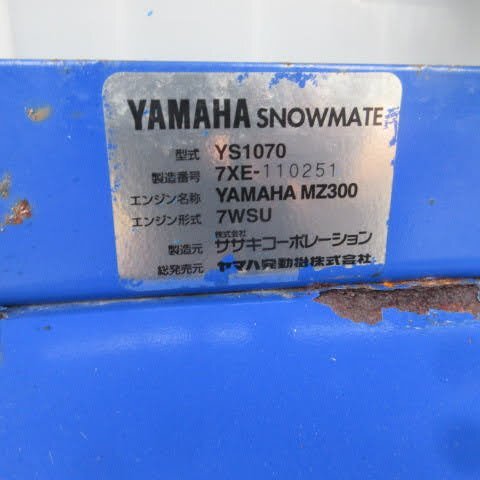 YAMAHA SNOWMATE
型式 YS1070
製造番号 7XE-110251
エンジン名称 YAMAHA MZ300
エンジン形式 7WSU
製造元 株式会社 ササキコーポレーション
総発売元 ヤマハ発動機株式会社